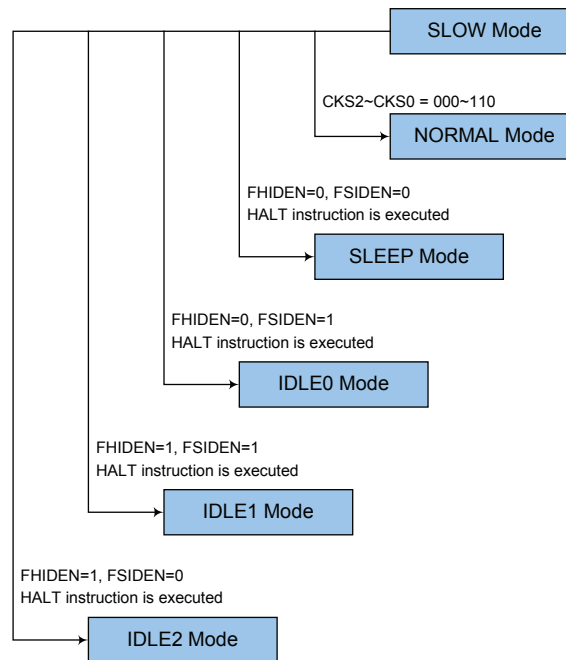 SLOW Mode
CKS2~CKS0 = 000~110
NORMAL Mode
FHIDEN=0, FSIDEN=0
HALT instruction is executed
SLEEP Mode
FHIDEN=0, FSIDEN=1
HALT instruction is executed
IDLE0 Mode
FHIDEN=1, FSIDEN=1
HALT instruction is executed
IDLE1 Mode
FHIDEN=1, FSIDEN=0
HALT instruction is executed
IDLE2 Mode